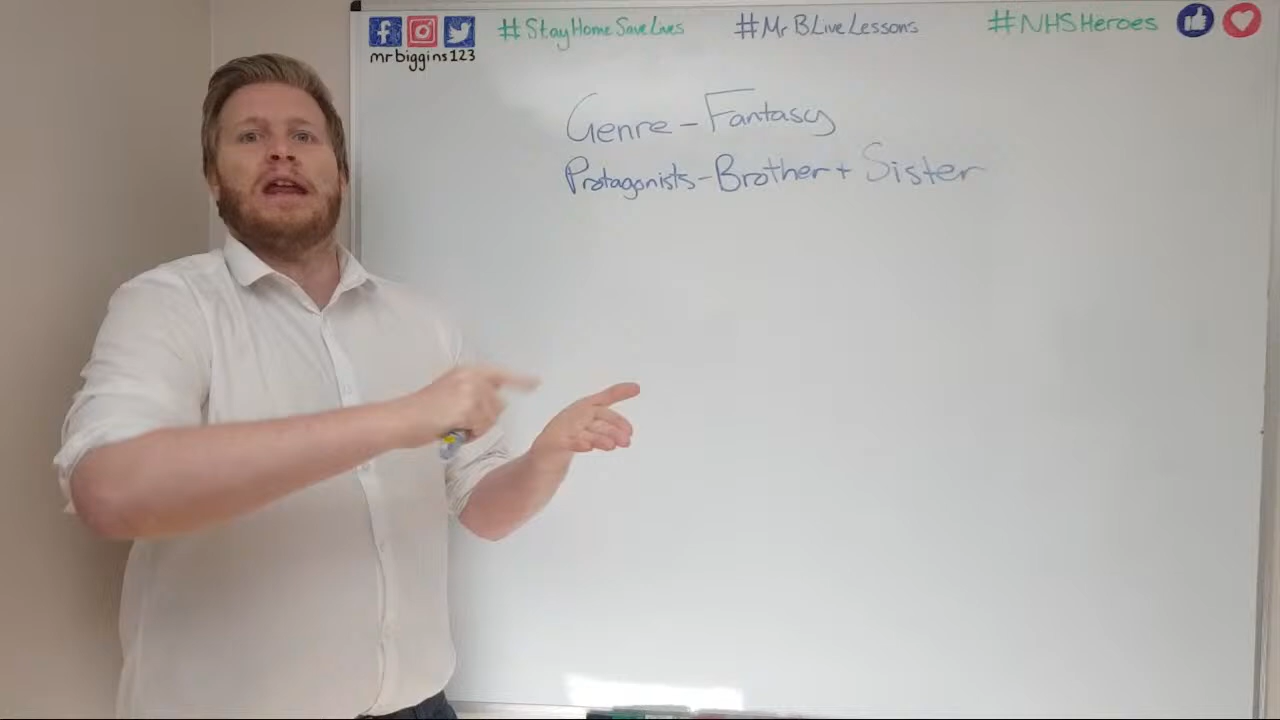 #StayHomeSaveLives #MrBLiveLessons #NHSHeroes
mrbiggins123
Genre - Fantasy
Protagonists - Brother + Sister